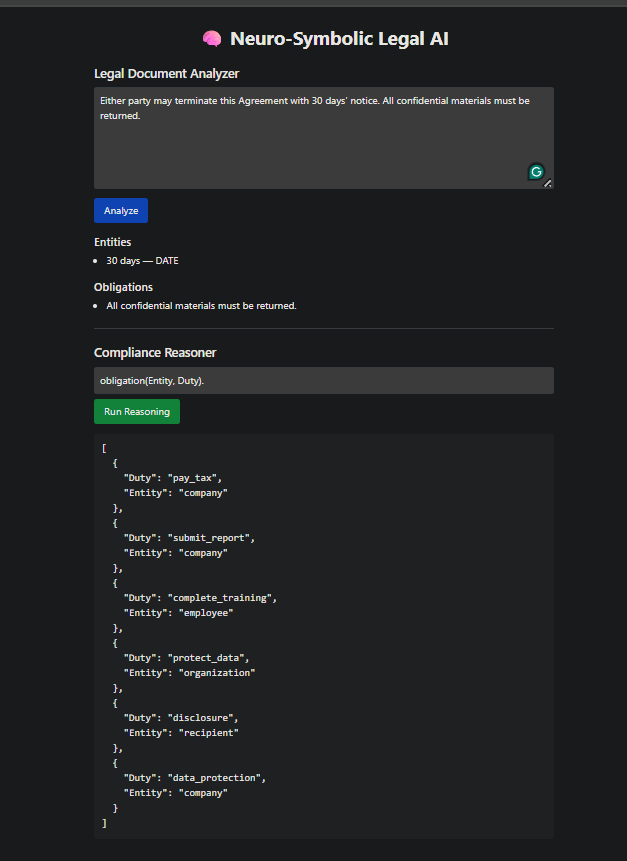 🧠 Neuro-Symbolic Legal AI
Legal Document Analyzer
Either party may terminate this Agreement with 30 days' notice. All confidential materials must be
returned.
Analyze
Entities
• 30 days — DATE
Obligations
• All confidential materials must be returned.
Compliance Reasoner
obligation(Entity, Duty).
Run Reasoning
[
  {
    "Duty": "pay_tax",
    "Entity": "company"
  },
  {
    "Duty": "submit_report",
    "Entity": "company"
  },
  {
    "Duty": "complete_training",
    "Entity": "employee"
  },
  {
    "Duty": "protect_data",
    "Entity": "organization"
  },
  {
    "Duty": "disclosure",
    "Entity": "recipient"
  },
  {
    "Duty": "data_protection",
    "Entity": "company"
  }
]